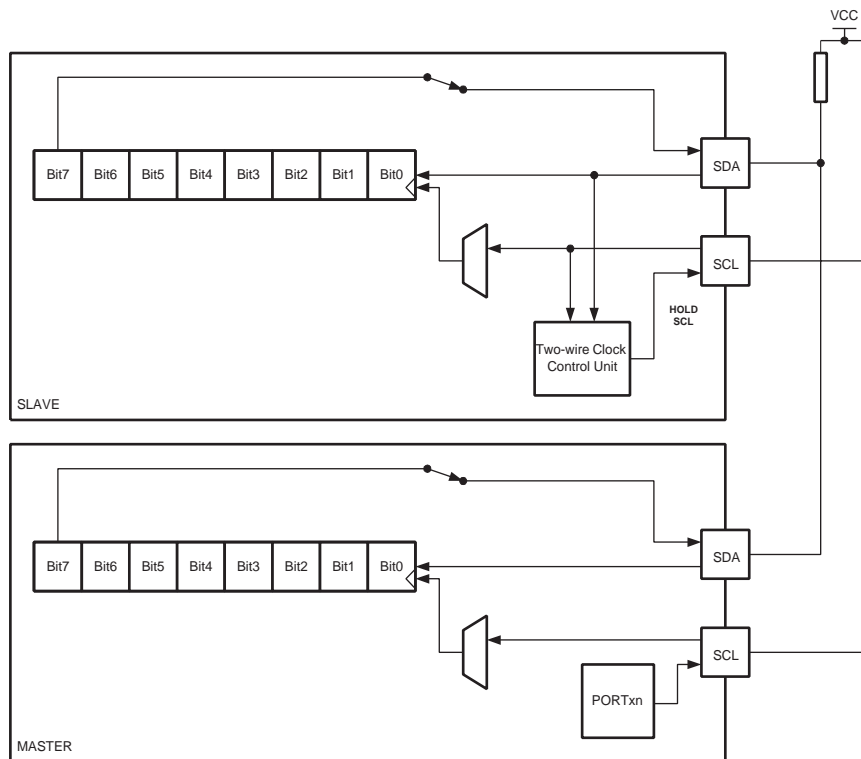 VCC
Bit7 Bit6 Bit5 Bit4 Bit3 Bit2 Bit1 Bit0
SDA
SCL
HOLD
SCL
Two-wire Clock
Control Unit
SLAVE
Bit7 Bit6 Bit5 Bit4 Bit3 Bit2 Bit1 Bit0
SDA
SCL
PORTxn
MASTER